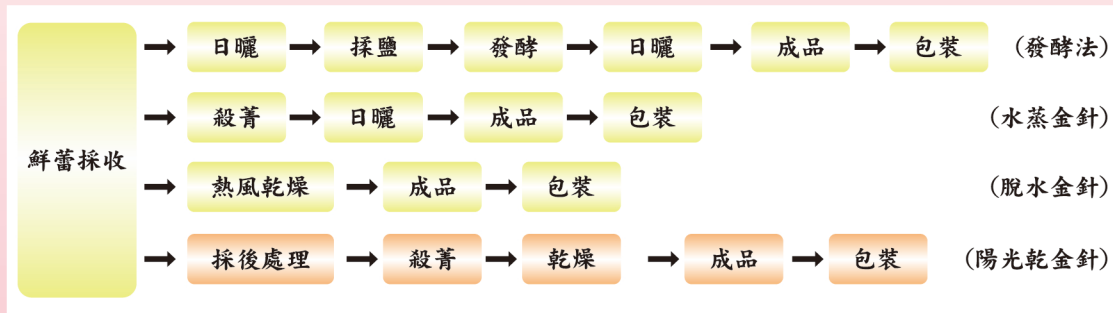 鮮蕾採收
日曬 揉鹽 發酵 日曬 成品 包裝 (發酵法)
殺菁 日曬 成品 包裝 (水蒸金針)
熱風乾燥 成品 包裝 (脫水金針)
採後處理 殺菁 乾燥 成品 包裝 (陽光乾金針)